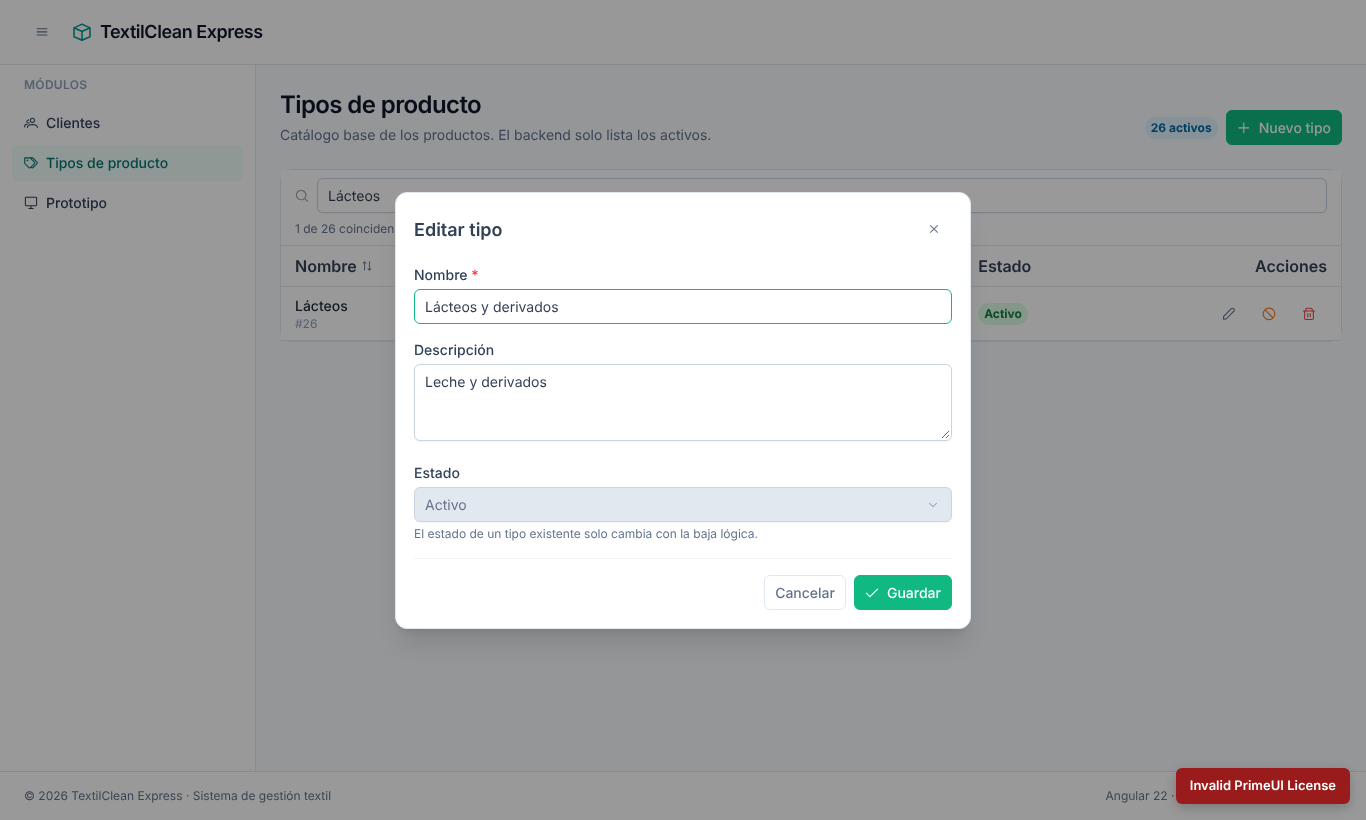 TextilClean Express
MÓDULOS
Clientes
Tipos de producto
Prototipo
Tipos de producto
Catálogo base de los productos. El backend solo lista los activos.
26 activos
Nuevo tipo
Lácteos
1 de 26 coinciden
Nombre
Estado
Acciones
Lácteos
#26
Activo
Editar tipo
Nombre *
Lácteos y derivados
Descripción
Leche y derivados
Estado
Activo
El estado de un tipo existente solo cambia con la baja lógica.
Cancelar
Guardar
© 2026 TextilClean Express · Sistema de gestión textil
Angular 22 ·
Invalid PrimeUI License